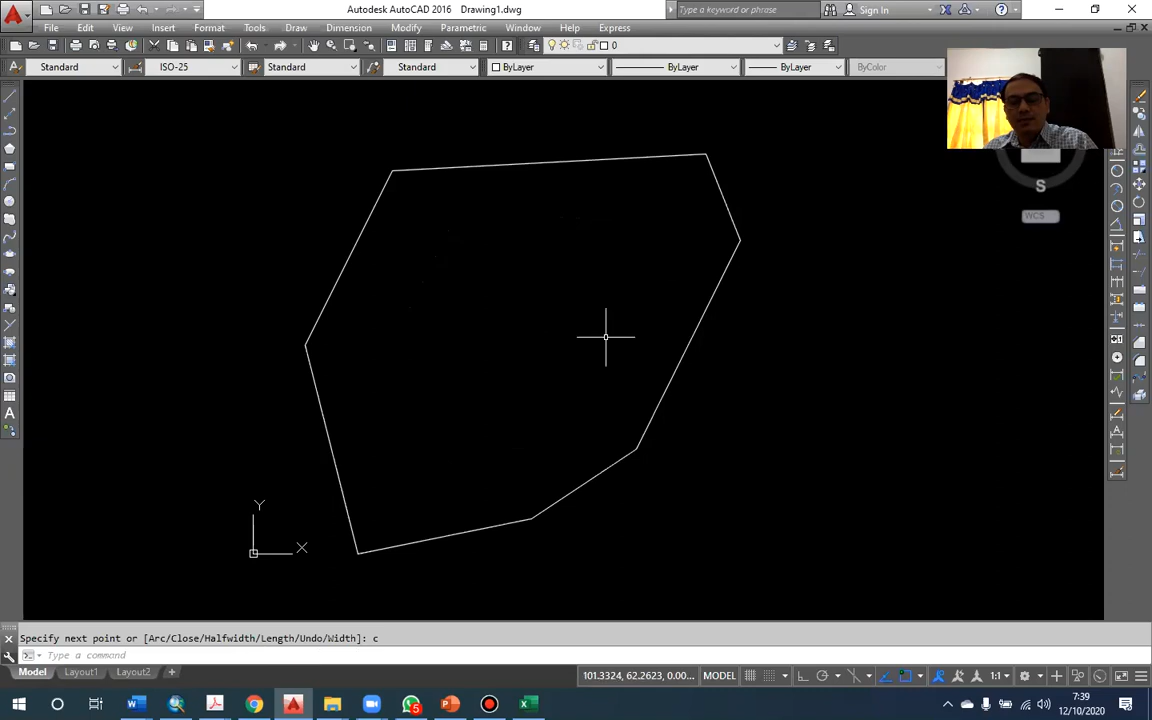 Autodesk AutoCAD 2016 Drawing1.dwg
Type a keyword or phrase
Sign In
File Edit View Insert Format Tools Draw Dimension Modify Parametric Window Help Express
0
Standard ISO-25 Standard Standard ByLayer ByLayer ByLayer ByColor
S
WCS
Y
X
Specify next point or [Arc/Close/Halfwidth/Length/Undo/Width]: c
Type a command
Model Layout1 Layout2 +
101.3324, 62.2623, 0.00... MODEL 1:1
5
7:39
12/10/2020